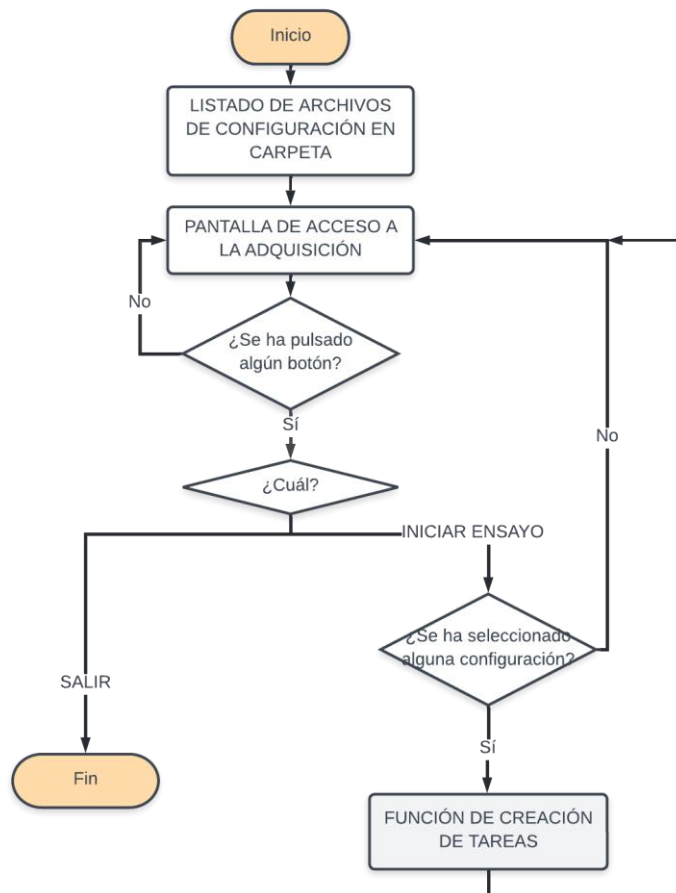 Inicio
LISTADO DE ARCHIVOS
DE CONFIGURACIÓN EN
CARPETA
PANTALLA DE ACCESO A
LA ADQUISICIÓN
No
¿Se ha pulsado
algún botón?
Sí
No
¿Cuál?
INICIAR ENSAYO
¿Se ha seleccionado
alguna configuración?
SALIR
Sí
Fin
FUNCIÓN DE CREACIÓN
DE TAREAS